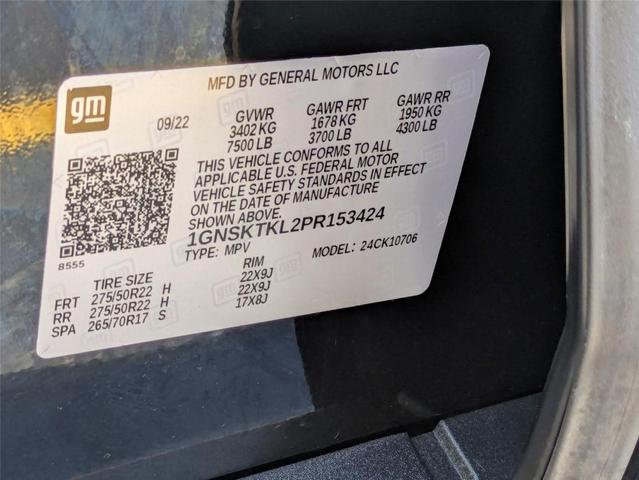 gm
MFD BY GENERAL MOTORS LLC
09/22 GVWR GAWR FRT GAWR RR
3402 KG 1678 KG 1950 KG
7500 LB 3700 LB 4300 LB
THIS VEHICLE CONFORMS TO ALL
APPLICABLE U.S. FEDERAL MOTOR
VEHICLE SAFETY STANDARDS IN EFFECT
ON THE DATE OF MANUFACTURE
SHOWN ABOVE.
1GNSKTKL2PR153424
8555 TYPE: MPV MODEL: 24CK10706
TIRE SIZE RIM
FRT 275/50R22 H 22X9J
RR 275/50R22 H 22X9J
SPA 265/70R17 S 17X8J